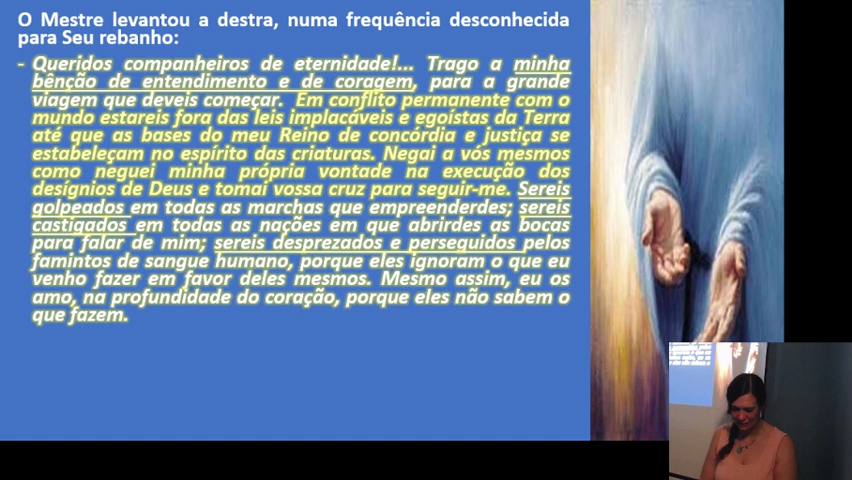 O Mestre levantou a destra, numa frequência desconhecida
para Seu rebanho:
- Queridos companheiros de eternidade!... Trago a minha
bênção de entendimento e de coragem, para a grande
viagem que deveis começar. Em conflito permanente com o
mundo estareis fora das leis implacáveis e egoístas da Terra
até que as bases do meu Reino de concórdia e justiça se
estabeleçam no espírito das criaturas. Negai a vós mesmos
como neguei minha própria vontade na execução dos
desígnios de Deus e tomai vossa cruz para seguir-me. Sereis
golpeados em todas as marchas que empreenderdes; sereis
castigados em todas as nações em que abrirdes as bocas
para falar de mim; sereis desprezados e perseguidos pelos
famintos de sangue humano, porque eles ignoram o que eu
venho fazer em favor deles mesmos. Mesmo assim, eu os
amo, na profundidade do coração, porque eles não sabem o
que fazem.